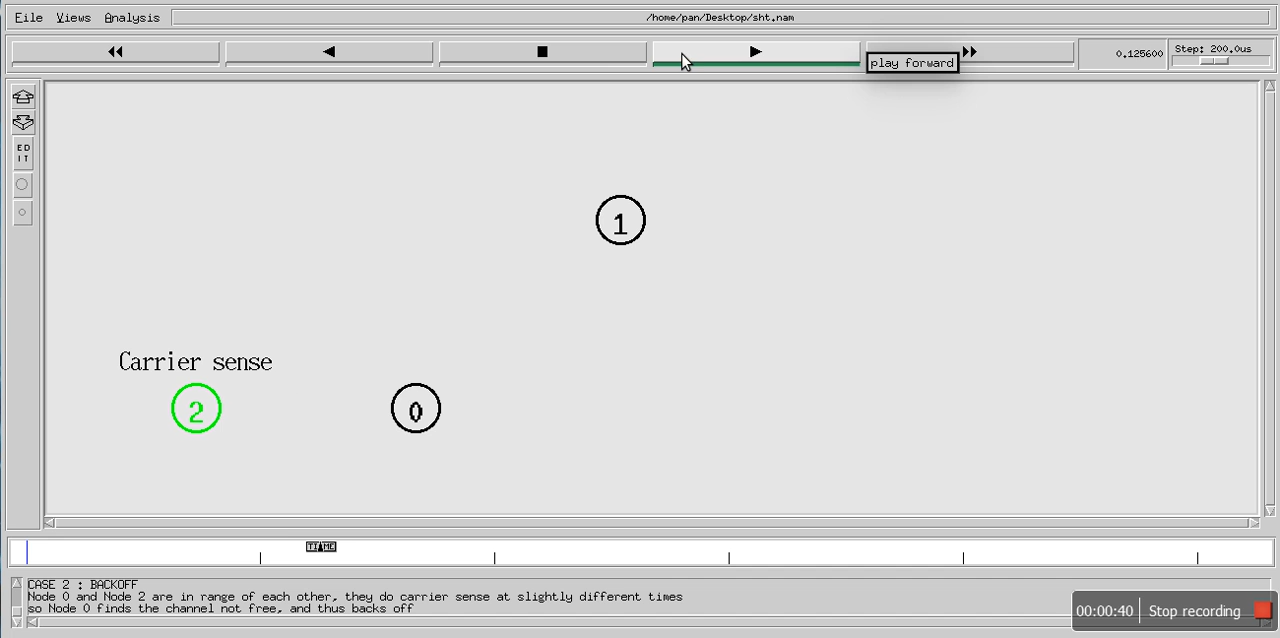 File Views Analysis /home/pan/Desktop/sht.nam
play forward
0.125600
Step: 200.0us
ED
IT
1
Carrier sense
2 0
TIME
CASE 2 : BACKOFF
Node 0 and Node 2 are in range of each other, they do carrier sense at slightly different times
so Node 0 finds the channel not free, and thus backs off
00:00:40 Stop recording